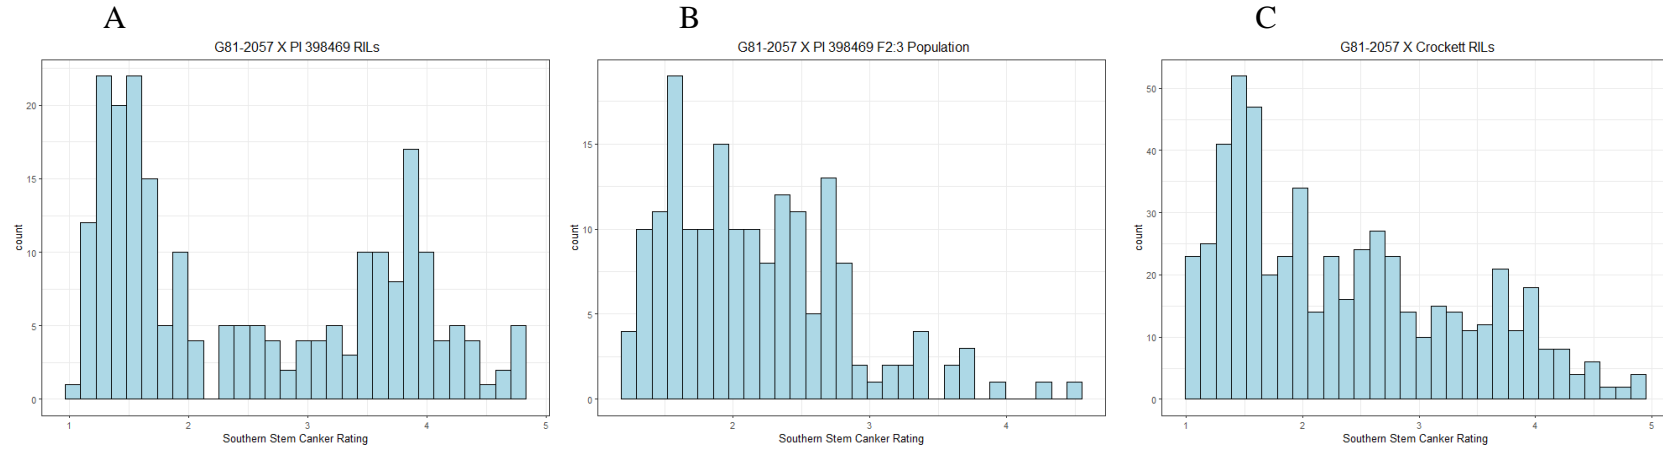 A
G81-2057 X PI 398469 RILs
count
20
15
10
5
0
1 2 3 4 5
Southern Stem Canker Rating
B
G81-2057 X PI 398469 F2:3 Population
count
15
10
5
0
2 3 4
Southern Stem Canker Rating
C
G81-2057 X Crockett RILs
count
50
40
30
20
10
0
1 2 3 4 5
Southern Stem Canker Rating